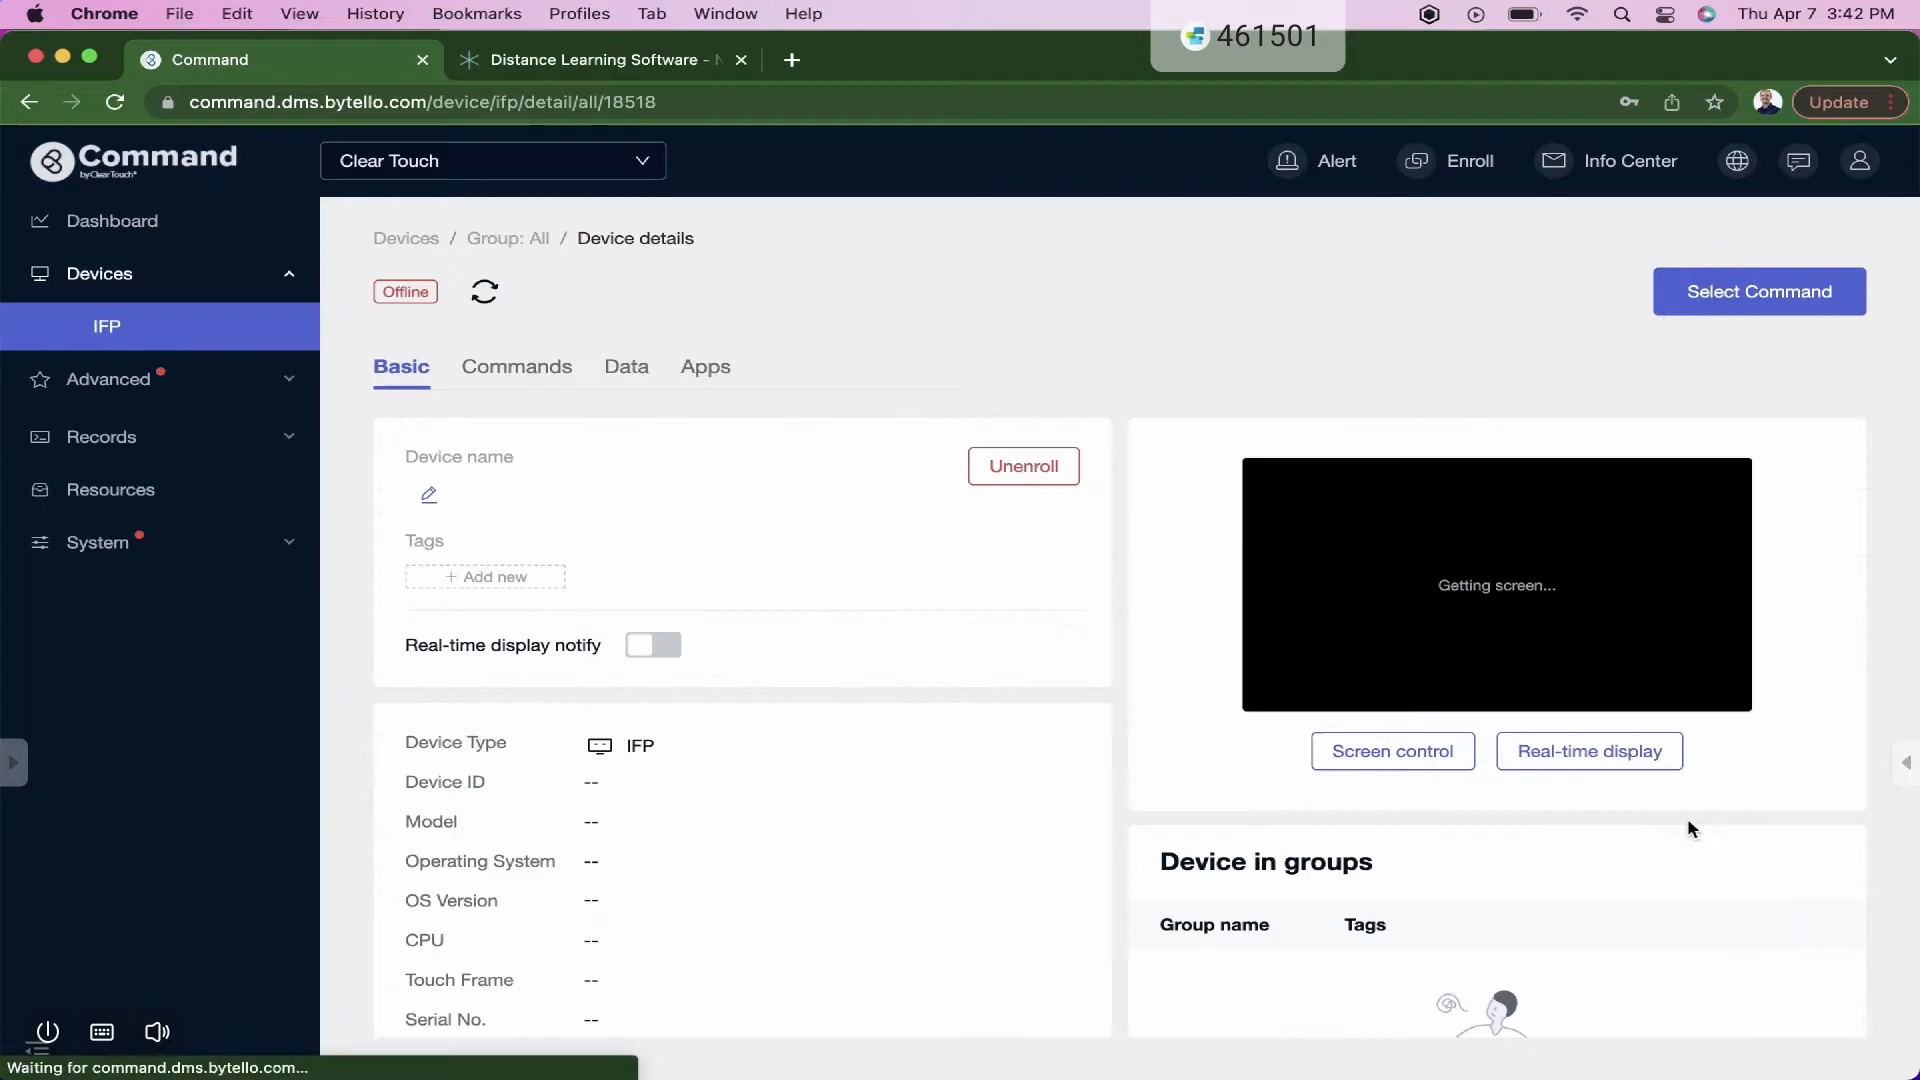 Chrome File Edit View History Bookmarks Profiles Tab Window Help Thu Apr 7 3:42 PM
461501
Command Distance Learning Software -
command.dms.bytello.com/device/ifp/detail/all/18518 Update
Command
by ClearTouch
Clear Touch
Alert Enroll Info Center
Dashboard
Devices
IFP
Advanced
Records
Resources
System
Devices / Group: All / Device details
Offline
Select Command
Basic Commands Data Apps
Device name
Unenroll
Tags
+ Add new
Real-time display notify
Getting screen...
Screen control Real-time display
Device Type IFP
Device ID --
Model --
Operating System --
OS Version --
CPU --
Touch Frame --
Serial No. --
Device in groups
Group name Tags
Waiting for command.dms.bytello.com...